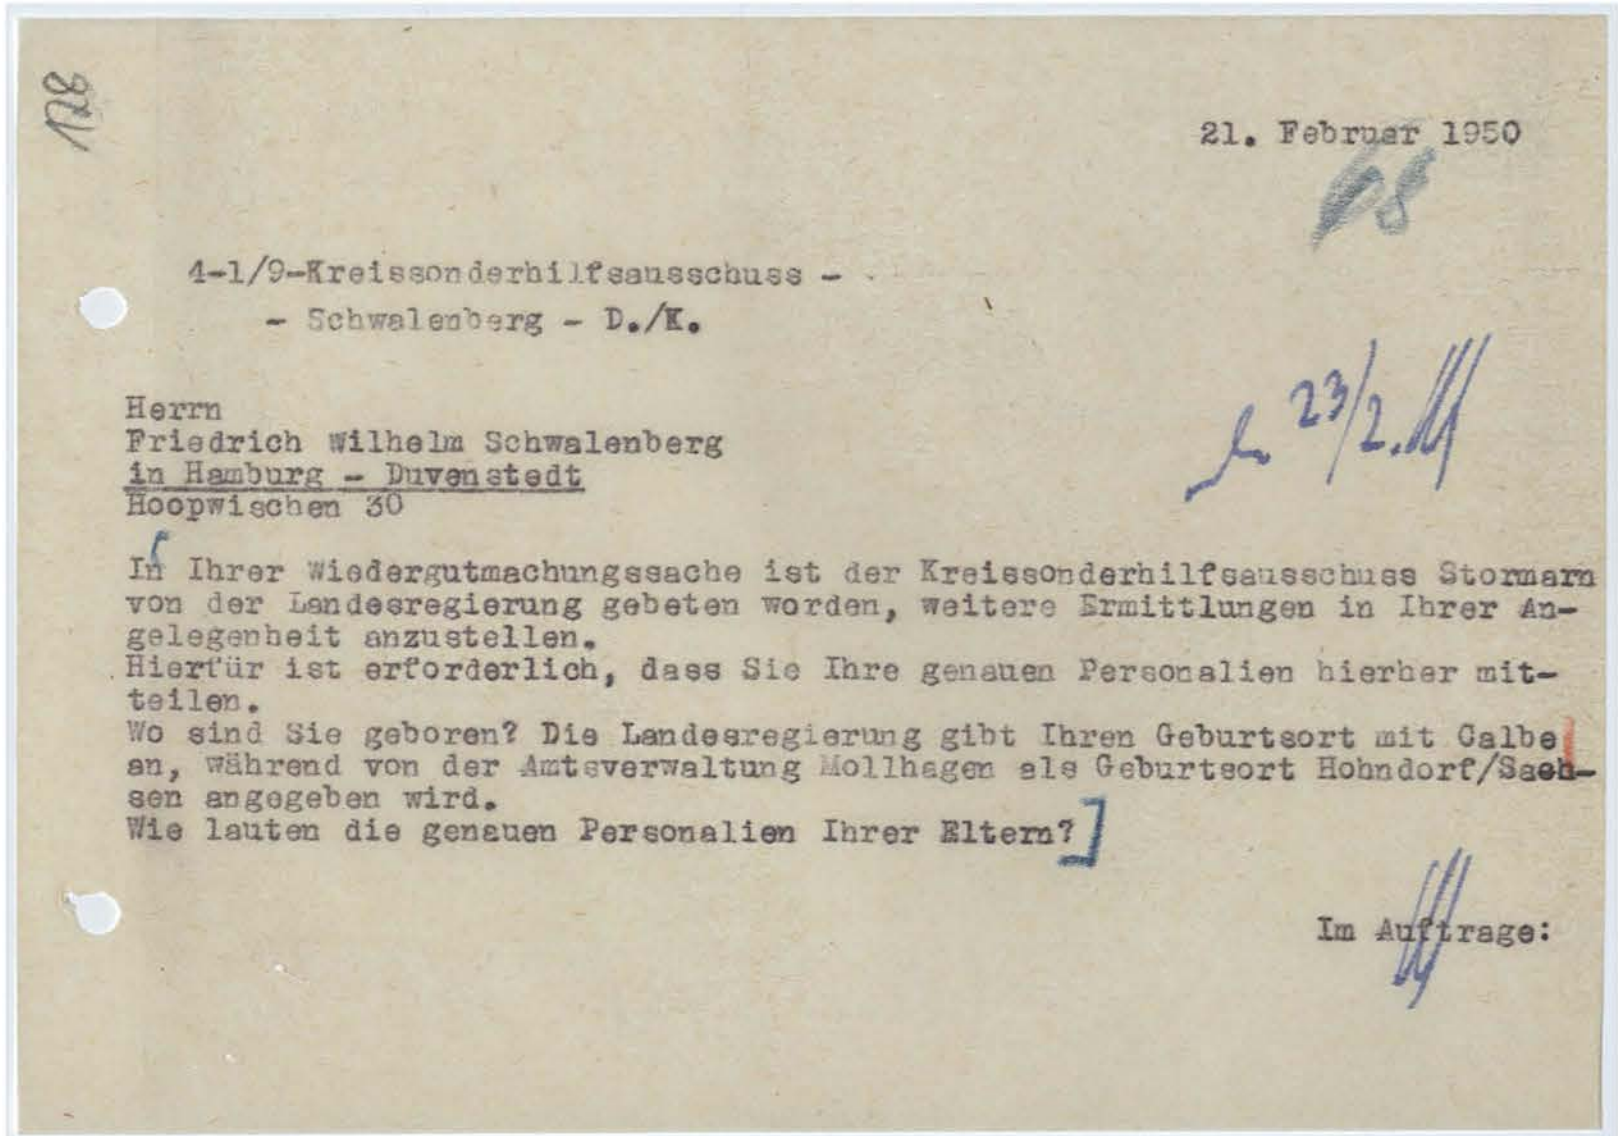 128
21. Februar 1950
68
4-1/9-Kreissonderhilfsausschuss -
- Schwalenberg - D./K.
23/2.
Herrn
Friedrich Wilhelm Schwalenberg
in Hamburg - Duvenstedt
Hoopwischen 30
In Ihrer Wiedergutmachungssache ist der Kreissonderhilfsausschuss Stormarn
von der Landesregierung gebeten worden, weitere Ermittlungen in Ihrer An-
gelegenheit anzustellen.
Hierfür ist erforderlich, dass Sie Ihre genauen Personalien hierher mit-
teilen.
Wo sind Sie geboren? Die Landesregierung gibt Ihren Geburtsort mit Calbe
an, während von der Amtsverwaltung Mollhagen als Geburtsort Hohndorf/Sach-
sen angegeben wird.
Wie lauten die genauen Personalien Ihrer Eltern?]
Im Auftrage: